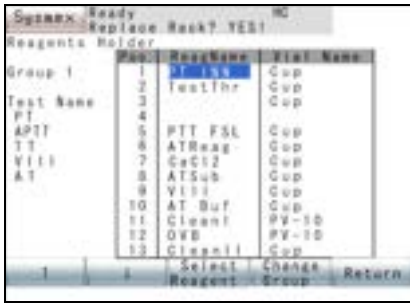 Sysmex Ready HC
Replace Rack? YES!
Reagents Holder
Pos. ReagName Vial Name
Group 1 1 PT INN Cup
2 TestThr Cup
Test Name 3 Cup
PT 4
APTT 5 PTT FSL Cup
TT 6 ATReag Cup
VIII 7 CaCl2 Cup
AT 8 ATSub Cup
9 VIII Cup
10 AT Buf Cup
11 CleanI PV-10
12 OVB PV-10
13 CleanII Cup
↑ ↓ Select Reagent Change Group Return